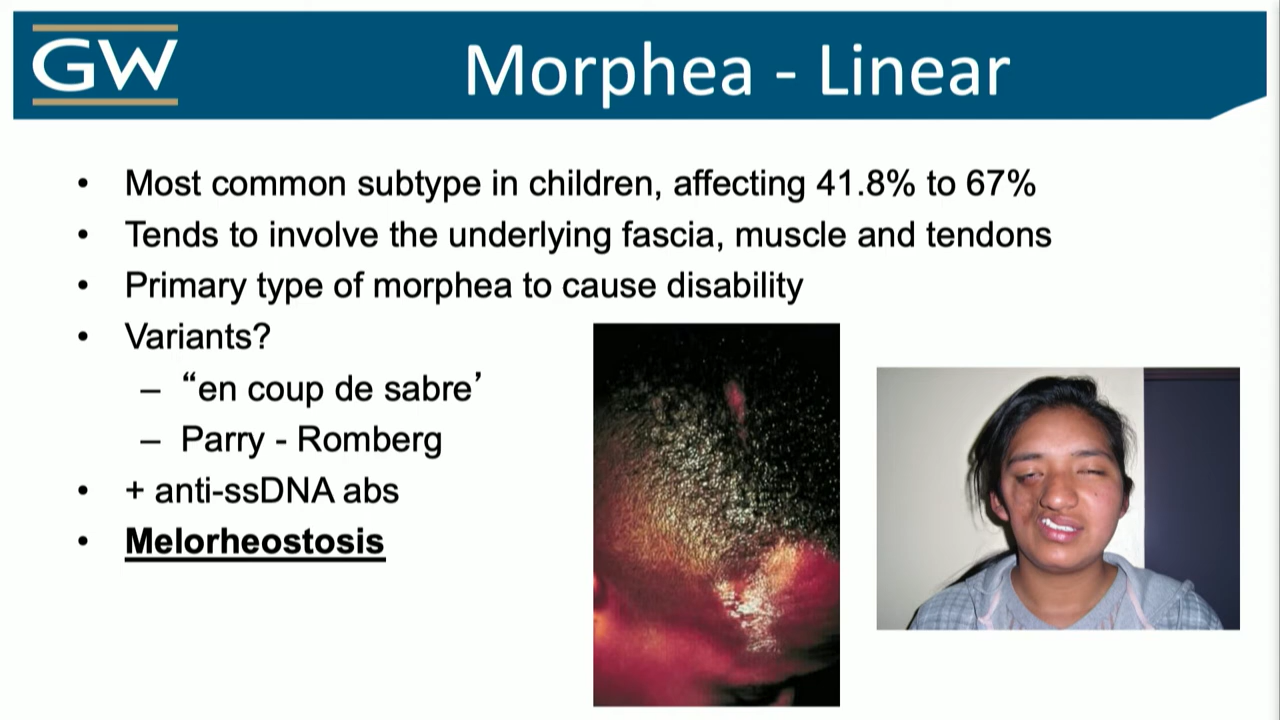 GW
Morphea - Linear
• Most common subtype in children, affecting 41.8% to 67%
• Tends to involve the underlying fascia, muscle and tendons
• Primary type of morphea to cause disability
• Variants?
– “en coup de sabre’
– Parry - Romberg
• + anti-ssDNA abs
• Melorheostosis